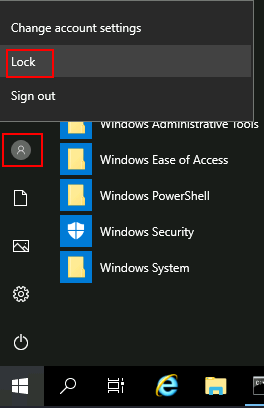 Change account settings
Lock
Sign out
Windows Administrative Tools
Windows Ease of Access
Windows PowerShell
Windows Security
Windows System